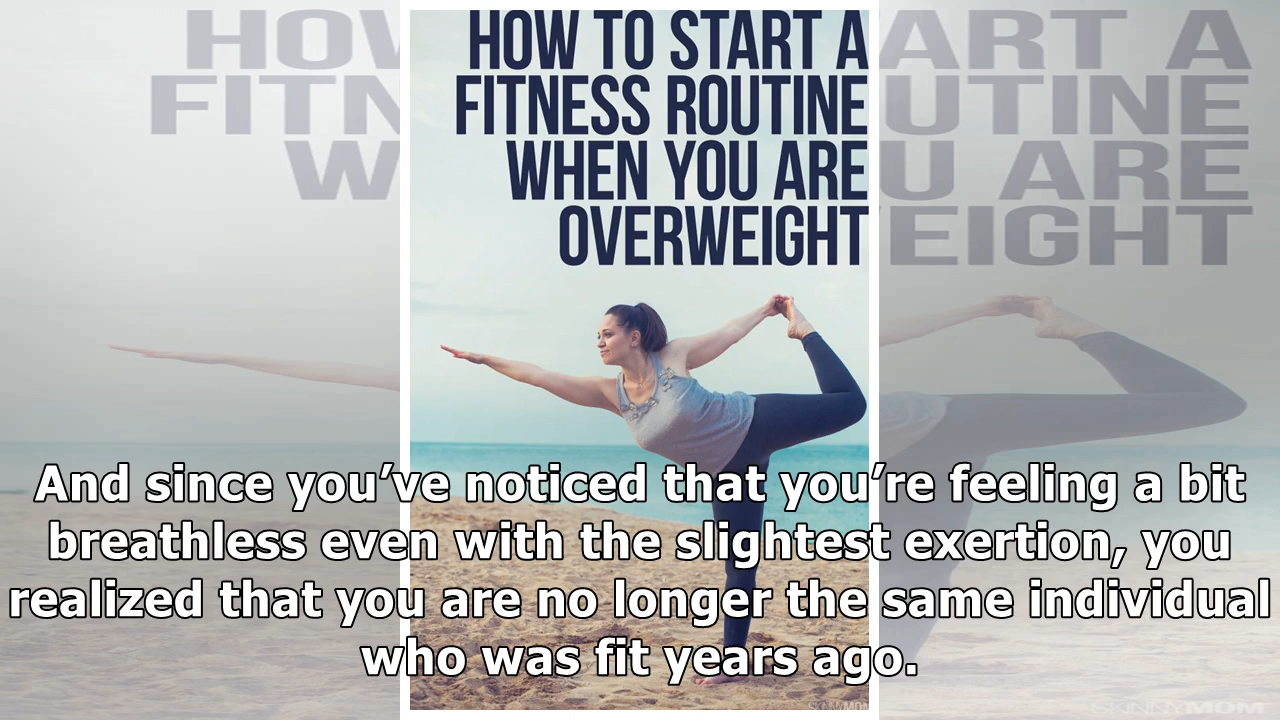 HOW TO START A
FITNESS ROUTINE
WHEN YOU ARE
OVERWEIGHT
And since you’ve noticed that you’re feeling a bit
breathless even with the slightest exertion, you
realized that you are no longer the same individual
who was fit years ago.
SKINNYMOM